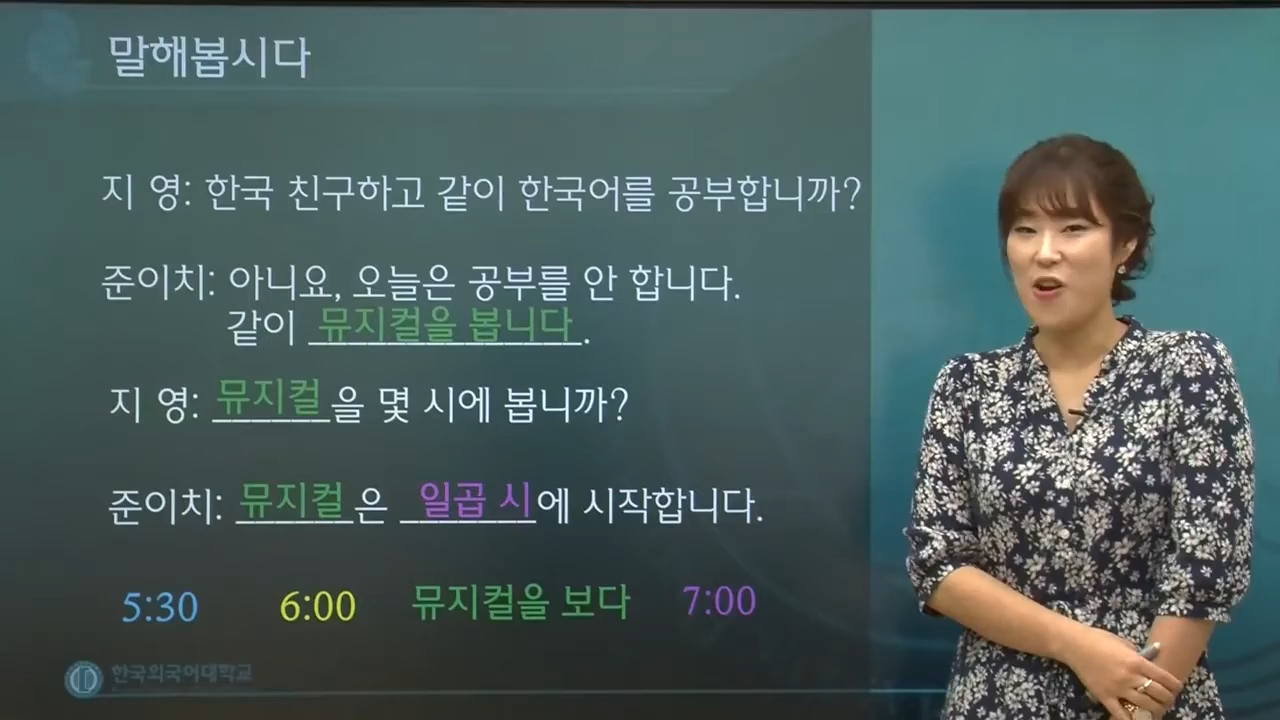 말해봅시다
지 영: 한국 친구하고 같이 한국어를 공부합니까?
준이치: 아니요, 오늘은 공부를 안 합니다.
같이 뮤지컬을 봅니다.
지 영: 뮤지컬을 몇 시에 봅니까?
준이치: 뮤지컬은 일곱 시에 시작합니다.
5:30 6:00 뮤지컬을 보다 7:00
한국외국어대학교